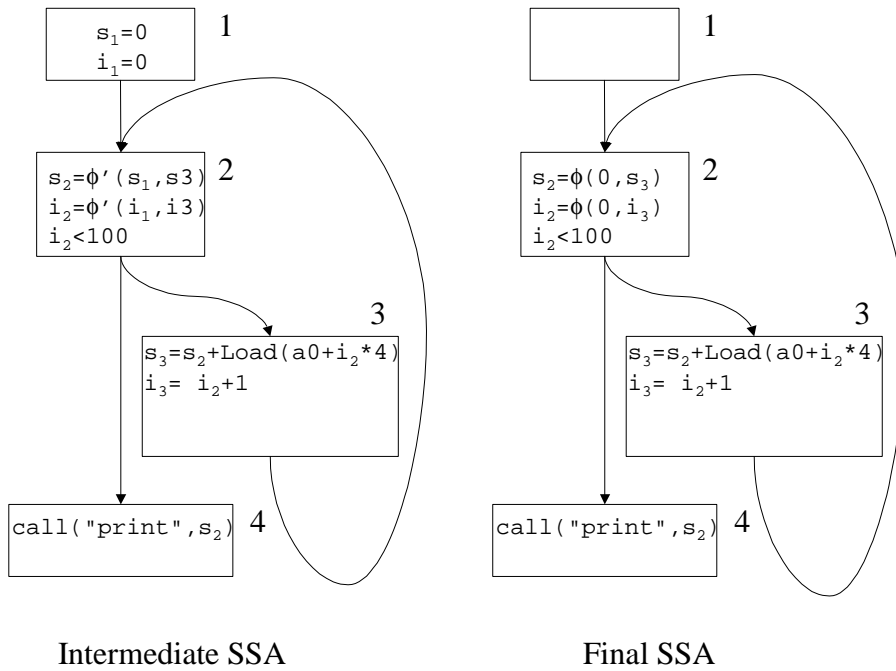 1
s₁=0
i₁=0
2
s₂=ϕ'(s₁,s3)
i₂=ϕ'(i₁,i3)
i₂<100
3
s₃=s₂+Load(a0+i₂*4)
i₃= i₂+1
call("print",s₂)
4
Intermediate SSA
1
2
s₂=ϕ(0,s₃)
i₂=ϕ(0,i₃)
i₂<100
3
s₃=s₂+Load(a0+i₂*4)
i₃= i₂+1
call("print",s₂)
4
Final SSA